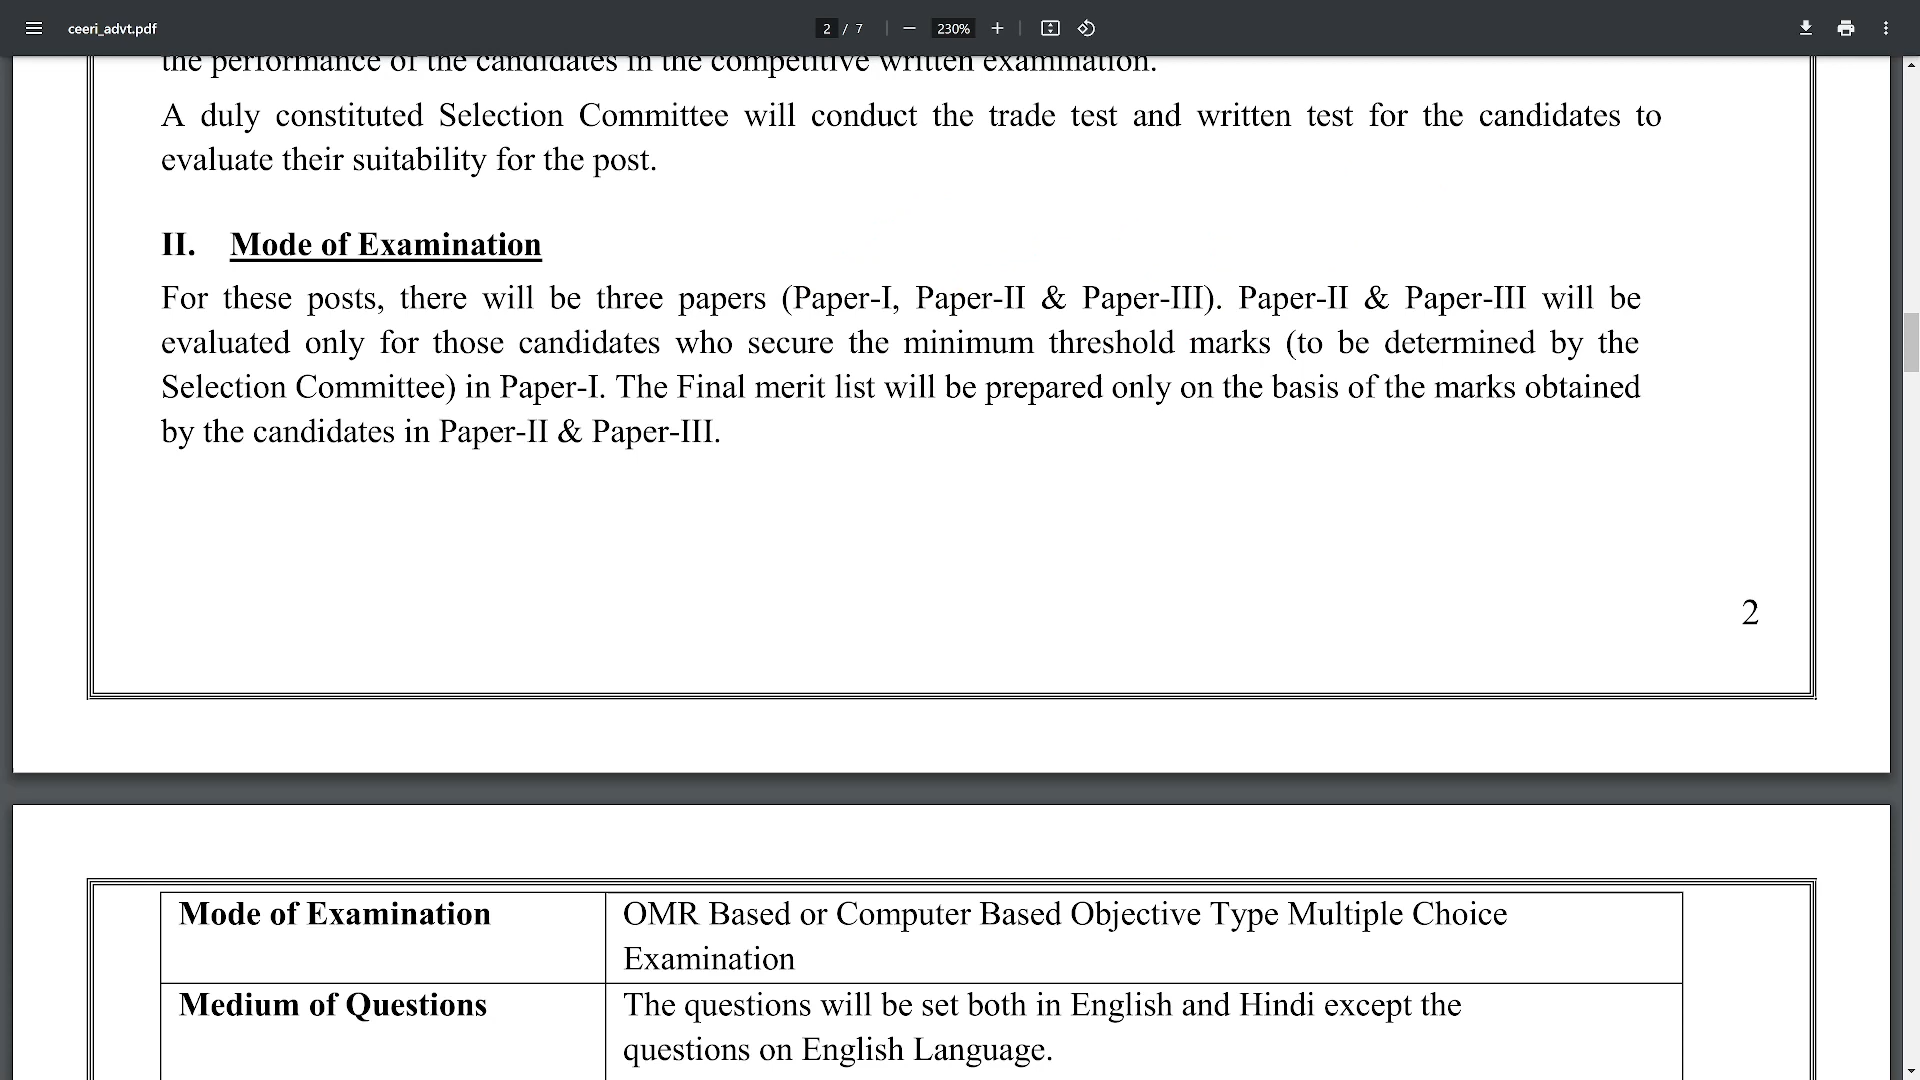 ceeri_advt.pdf
2 / 7
230%
the performance of the candidates in the competitive written examination.
A duly constituted Selection Committee will conduct the trade test and written test for the candidates to
evaluate their suitability for the post.
II. Mode of Examination
For these posts, there will be three papers (Paper-I, Paper-II & Paper-III). Paper-II & Paper-III will be
evaluated only for those candidates who secure the minimum threshold marks (to be determined by the
Selection Committee) in Paper-I. The Final merit list will be prepared only on the basis of the marks obtained
by the candidates in Paper-II & Paper-III.
2
Mode of Examination
OMR Based or Computer Based Objective Type Multiple Choice
Examination
Medium of Questions
The questions will be set both in English and Hindi except the
questions on English Language.